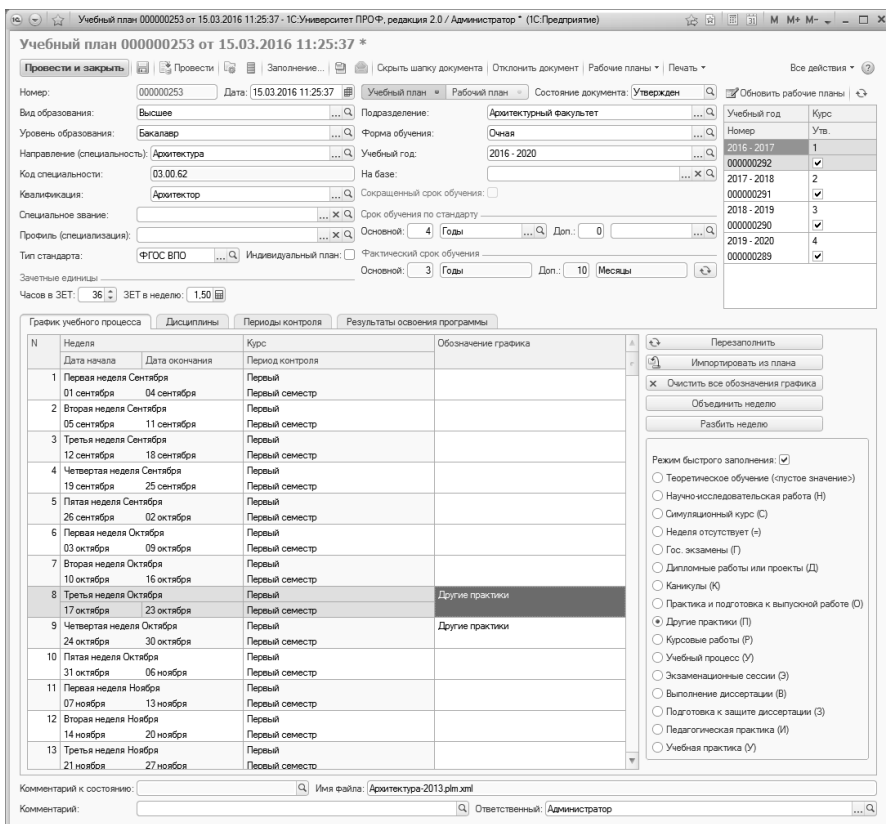 Учебный план 000000253 от 15.03.2016 11:25:37 - 1С:Университет ПРОФ, редакция 2.0 / Администратор * (1С:Предприятие) M M+ M-
Учебный план 000000253 от 15.03.2016 11:25:37 *
Провести и закрыть Провести Заполнение... Скрыть шапку документа Отклонить документ Рабочие планы Печать Все действия
Номер: 000000253 Дата: 15.03.2016 11:25:37 Учебный план Рабочий план Состояние документа: Утвержден Обновить рабочие планы
Вид образования: Высшее Подразделение: Архитектурный факультет
Уровень образования: Бакалавр Форма обучения: Очная
Направление (специальность): Архитектура Учебный год: 2016 - 2020
Код специальности: 03.00.62 На базе:
Квалификация: Архитектор Сокращенный срок обучения:
Специальное звание: Срок обучения по стандарту
Профиль (специализация): Основной: 4 Годы Доп.: 0
Тип стандарта: ФГОС ВПО Индивидуальный план: Фактический срок обучения
Основной: 3 Годы Доп.: 10 Месяцы
Зачетные единицы
Часов в ЗЕТ: 36 ЗЕТ в неделю: 1,50
Учебный год Курс
Номер Утв.
2016 - 2017 1
000000292
2017 - 2018 2
000000291
2018 - 2019 3
000000290
2019 - 2020 4
000000289
График учебного процесса Дисциплины Периоды контроля Результаты освоения программы
N Неделя Курс Обозначение графика
Дата начала Дата окончания Период контроля
1 Первая неделя Сентября Первый
01 сентября 04 сентября Первый семестр
2 Вторая неделя Сентября Первый
05 сентября 11 сентября Первый семестр
3 Третья неделя Сентября Первый
12 сентября 18 сентября Первый семестр
4 Четвертая неделя Сентября Первый
19 сентября 25 сентября Первый семестр
5 Пятая неделя Сентября Первый
26 сентября 02 октября Первый семестр
6 Первая неделя Октября Первый
03 октября 09 октября Первый семестр
7 Вторая неделя Октября Первый
10 октября 16 октября Первый семестр
8 Третья неделя Октября Первый Другие практики
17 октября 23 октября Первый семестр
9 Четвертая неделя Октября Первый Другие практики
24 октября 30 октября Первый семестр
10 Пятая неделя Октября Первый
31 октября 06 ноября Первый семестр
11 Первая неделя Ноября Первый
07 ноября 13 ноября Первый семестр
12 Вторая неделя Ноября Первый
14 ноября 20 ноября Первый семестр
13 Третья неделя Ноября Первый
21 ноября 27 ноября Первый семестр
Перезаполнить
Импортировать из плана
Очистить все обозначения графика
Объединить неделю
Разбить неделю
Режим быстрого заполнения:
Теоретическое обучение (<пустое значение>)
Научно-исследовательская работа (Н)
Симуляционный курс (С)
Неделя отсутствует (=)
Гос. экзамены (Г)
Дипломные работы или проекты (Д)
Каникулы (К)
Практика и подготовка к выпускной работе (О)
Другие практики (П)
Курсовые работы (Р)
Учебный процесс (У)
Экзаменационные сессии (Э)
Выполнение диссертации (В)
Подготовка к защите диссертации (З)
Педагогическая практика (И)
Учебная практика (У)
Комментарий к состоянию: Имя файла: Архитектура-2013.plm.xml
Комментарий: Ответственный: Администратор